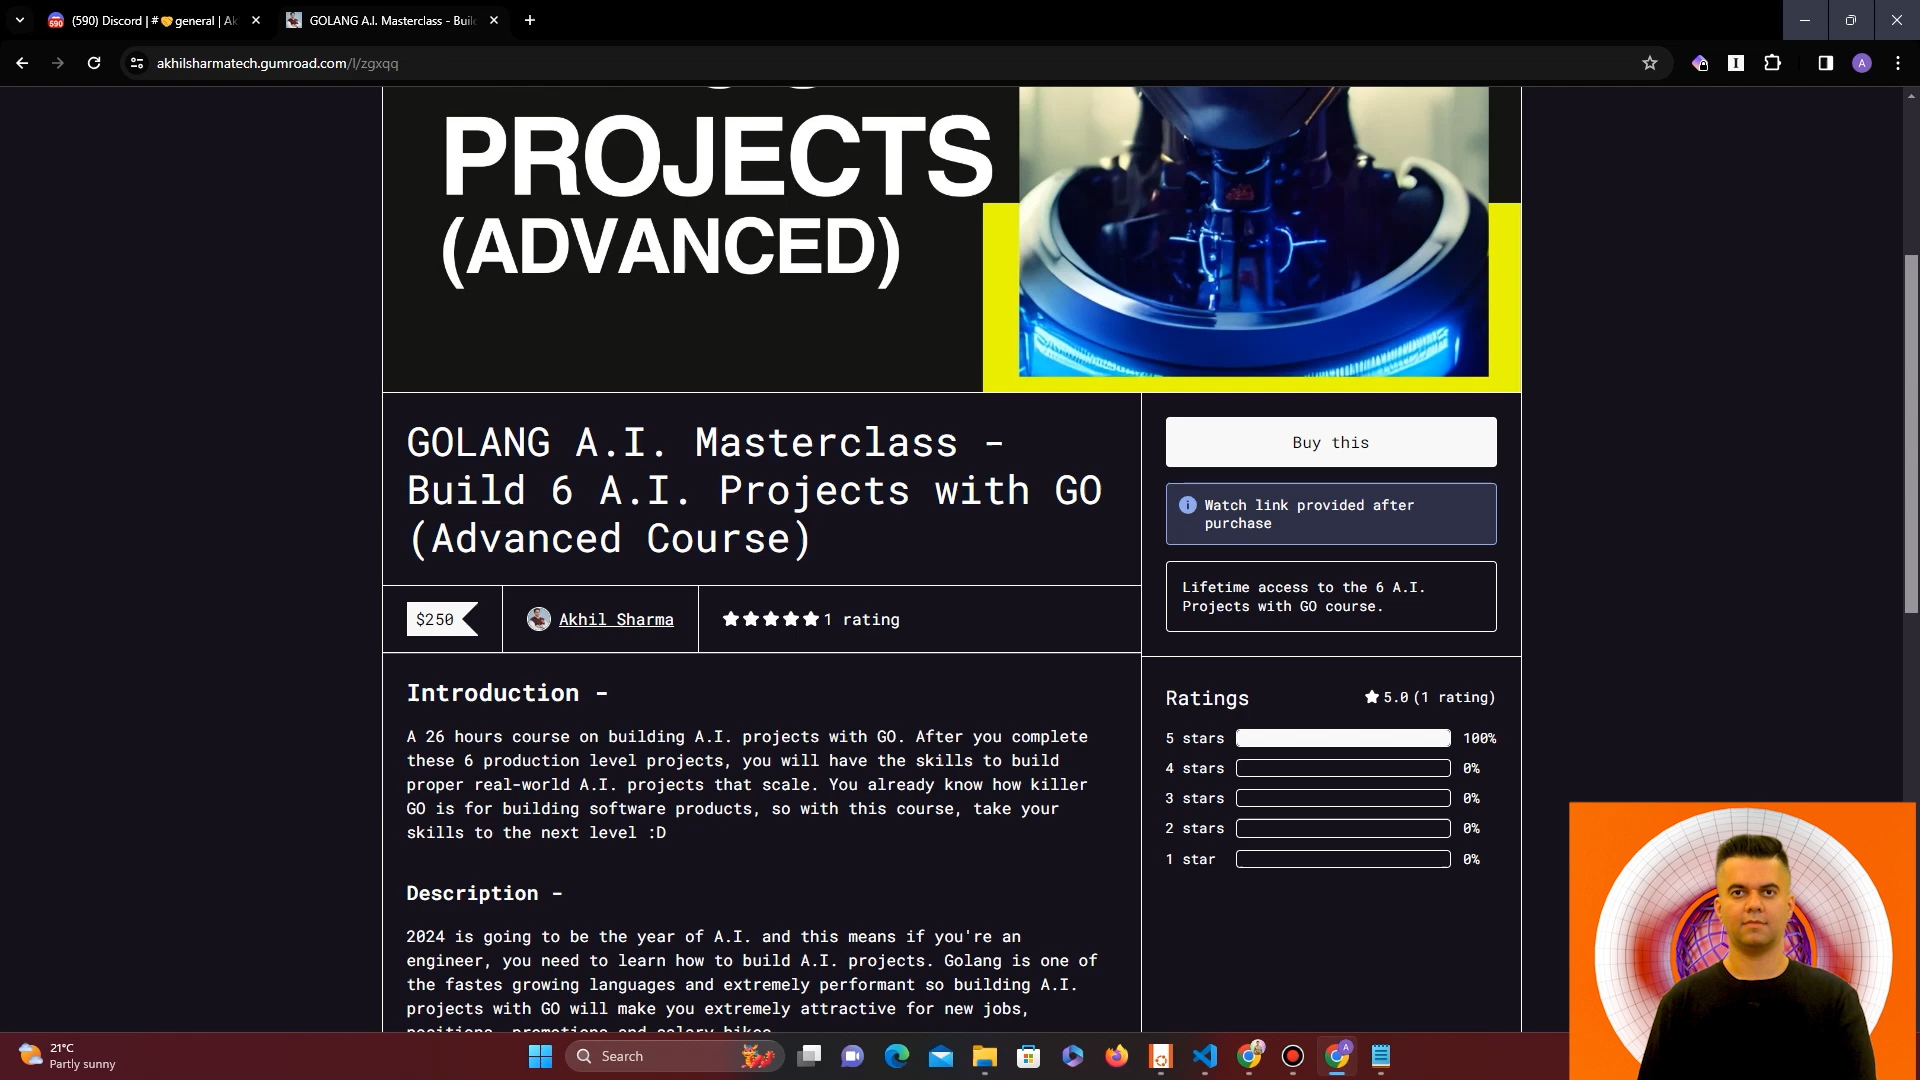 (590) Discord | #🤝general | Ak
GOLANG A.I. Masterclass - Buil
akhilsharmatech.gumroad.com/l/zgxqq
PROJECTS
(ADVANCED)
GOLANG A.I. Masterclass -
Build 6 A.I. Projects with GO
(Advanced Course)
$250
Akhil Sharma
1 rating
Introduction -
A 26 hours course on building A.I. projects with GO. After you complete
these 6 production level projects, you will have the skills to build
proper real-world A.I. projects that scale. You already know how killer
GO is for building software products, so with this course, take your
skills to the next level :D
Description -
2024 is going to be the year of A.I. and this means if you're an
engineer, you need to learn how to build A.I. projects. Golang is one of
the fastes growing languages and extremely performant so building A.I.
projects with GO will make you extremely attractive for new jobs,
positions, promotions and salary hikes
Buy this
Watch link provided after
purchase
Lifetime access to the 6 A.I.
Projects with GO course.
Ratings
5.0 (1 rating)
5 stars 100%
4 stars 0%
3 stars 0%
2 stars 0%
1 star 0%
21°C
Partly sunny
Search